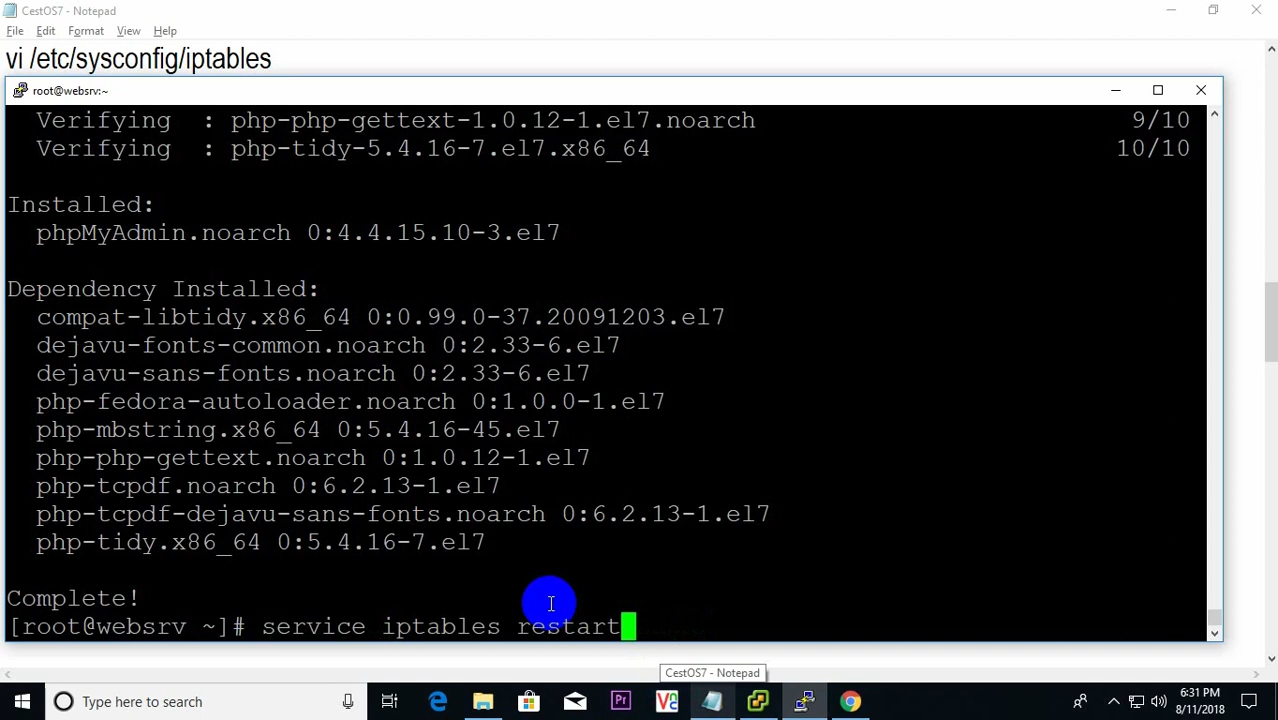 CestOS7 - Notepad
File Edit Format View Help
vi /etc/sysconfig/iptables
root@websrv:~
Verifying : php-php-gettext-1.0.12-1.el7.noarch 9/10
Verifying : php-tidy-5.4.16-7.el7.x86_64 10/10
Installed:
phpMyAdmin.noarch 0:4.4.15.10-3.el7
Dependency Installed:
compat-libtidy.x86_64 0:0.99.0-37.20091203.el7
dejavu-fonts-common.noarch 0:2.33-6.el7
dejavu-sans-fonts.noarch 0:2.33-6.el7
php-fedora-autoloader.noarch 0:1.0.0-1.el7
php-mbstring.x86_64 0:5.4.16-45.el7
php-php-gettext.noarch 0:1.0.12-1.el7
php-tcpdf.noarch 0:6.2.13-1.el7
php-tcpdf-dejavu-sans-fonts.noarch 0:6.2.13-1.el7
php-tidy.x86_64 0:5.4.16-7.el7
Complete!
[root@websrv ~]# service iptables restart
CestOS7 - Notepad
Type here to search
Pr
6:31 PM
8/11/2018